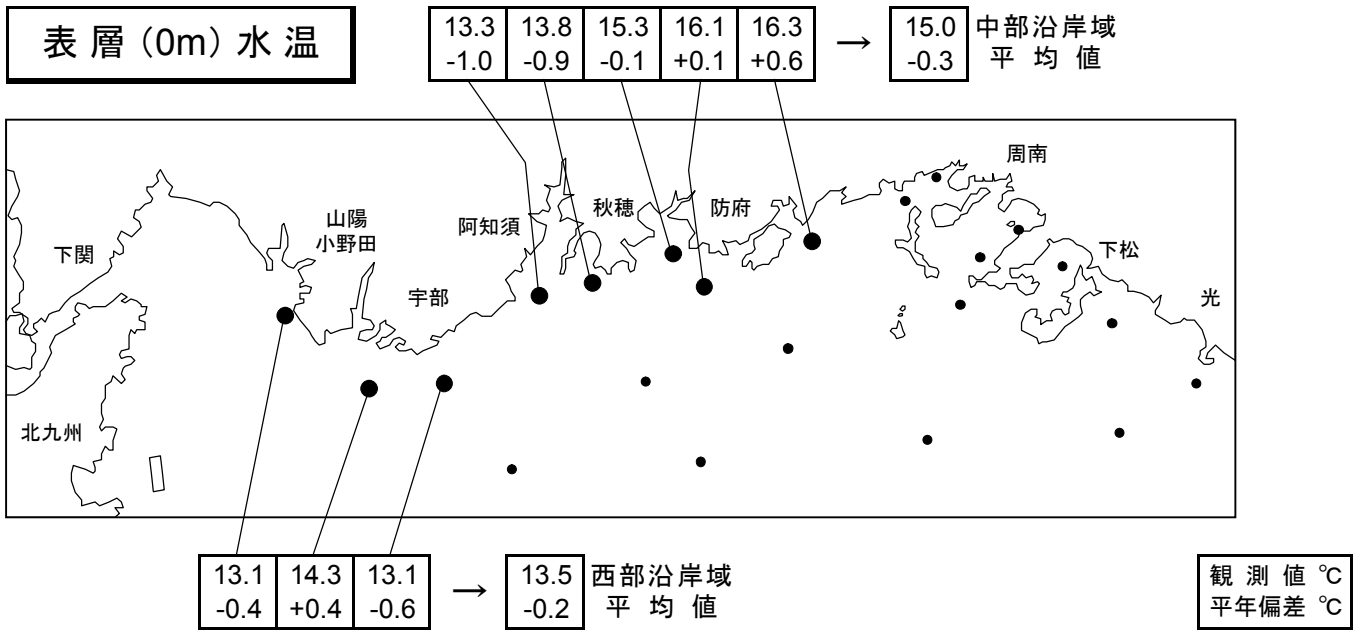 表層（0m）水温
13.3 13.8 15.3 16.1 16.3 → 15.0 中部沿岸域
-1.0 -0.9 -0.1 +0.1 +0.6 -0.3 平均値
周南
山陽
小野田
阿知須
秋穂
防府
下関
下松
宇部
光
北九州
13.1 14.3 13.1 → 13.5 西部沿岸域
-0.4 +0.4 -0.6 -0.2 平均値
観測値 ℃
平年偏差 ℃